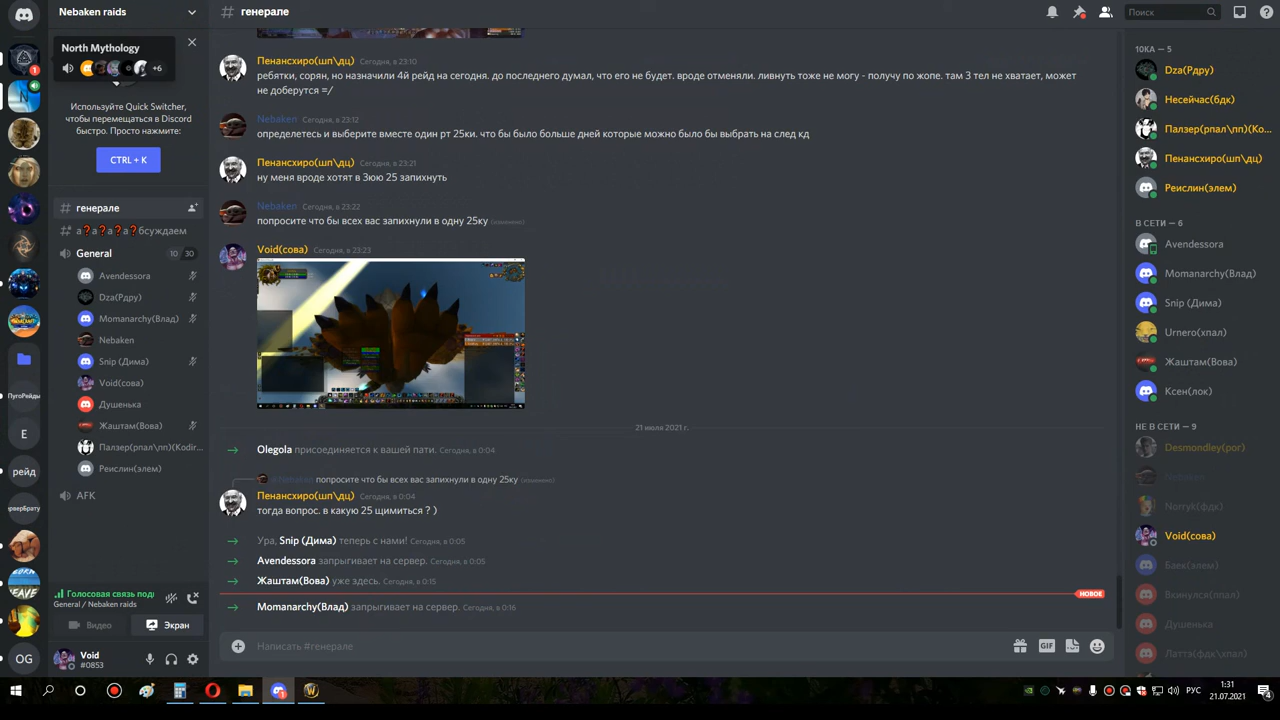 Nebaken raids
генерале
Поиск
North Mythology
+6
Используйте Quick Switcher,
чтобы перемещаться в Discord
быстро. Просто нажмите:
CTRL + K
генерале
а❓а❓а❓а❓бсуждаем
General 10 30
Avendessora
Dza(Рдру)
Momanarchy(Влад)
Nebaken
Snip (Дима)
Void(сова)
Душенька
Жаштам(Вова)
Палзер(рпал\пп)(Kodir...
Реислин(элем)
AFK
ПугоРейды
Е
рейд
рверБрату
OG
Голосовая связь под
General / Nebaken raids
Видео
Экран
Void
#0853
Пенансхиро(шп\дц) Сегодня, в 23:10
ребятки, сорян, но назначили 4й рейд на сегодня. до последнего думал, что его не будет. вроде отменяли. ливнуть тоже не могу - получу по жопе. там 3 тел не хватает, может
не доберутся =/
Nebaken Сегодня, в 23:12
определетесь и выберите вместе один рт 25ки. что бы было больше дней которые можно было бы выбрать на след кд
Пенансхиро(шп\дц) Сегодня, в 23:21
ну меня вроде хотят в 3юю 25 запихнуть
Nebaken Сегодня, в 23:22
попросите что бы всех вас запихнули в одну 25ку (изменено)
Void(сова) Сегодня, в 23:23
21 июля 2021 г.
Olegola присоединяется к вашей пати. Сегодня, в 0:04
попросите что бы всех вас запихнули в одну 25ку (изменено)
Пенансхиро(шп\дц) Сегодня, в 0:04
тогда вопрос. в какую 25 щимиться ? )
Ура, Snip (Дима) теперь с нами! Сегодня, в 0:05
Avendessora запрыгивает на сервер. Сегодня, в 0:05
Жаштам(Вова) уже здесь. Сегодня, в 0:15
НОВОЕ
Momanarchy(Влад) запрыгивает на сервер. Сегодня, в 0:16
Написать #генерале
GIF
10КА — 5
Dza(Рдру)
Несейчас(бдк)
Палзер(рпал\пп)(Ко...
Пенансхиро(шп\дц)
Реислин(элем)
В СЕТИ — 6
Avendessora
Momanarchy(Влад)
Snip (Дима)
Urnero(хпал)
Жаштам(Вова)
Ксен(лок)
НЕ В СЕТИ — 9
Desmondley(рог)
Norryk(фдк)
Void(сова)
Баек(элем)
Вкинулся(ппал)
Душенька
Латтэ(фдк\хпал)
РУС
1:31
21.07.2021
4